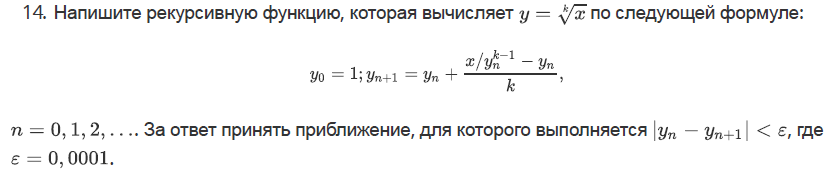 14. Напишите рекурсивную функцию, которая вычисляет $y = \sqrt[k]{x}$ по следующей формуле:
$y_0 = 1; y_{n+1} = y_n + \frac{x/y_n^{k-1} - y_n}{k},$
$n = 0, 1, 2, \ldots$. За ответ принять приближение, для которого выполняется $|y_n - y_{n+1}| < \varepsilon$, где
$\varepsilon = 0,0001$.